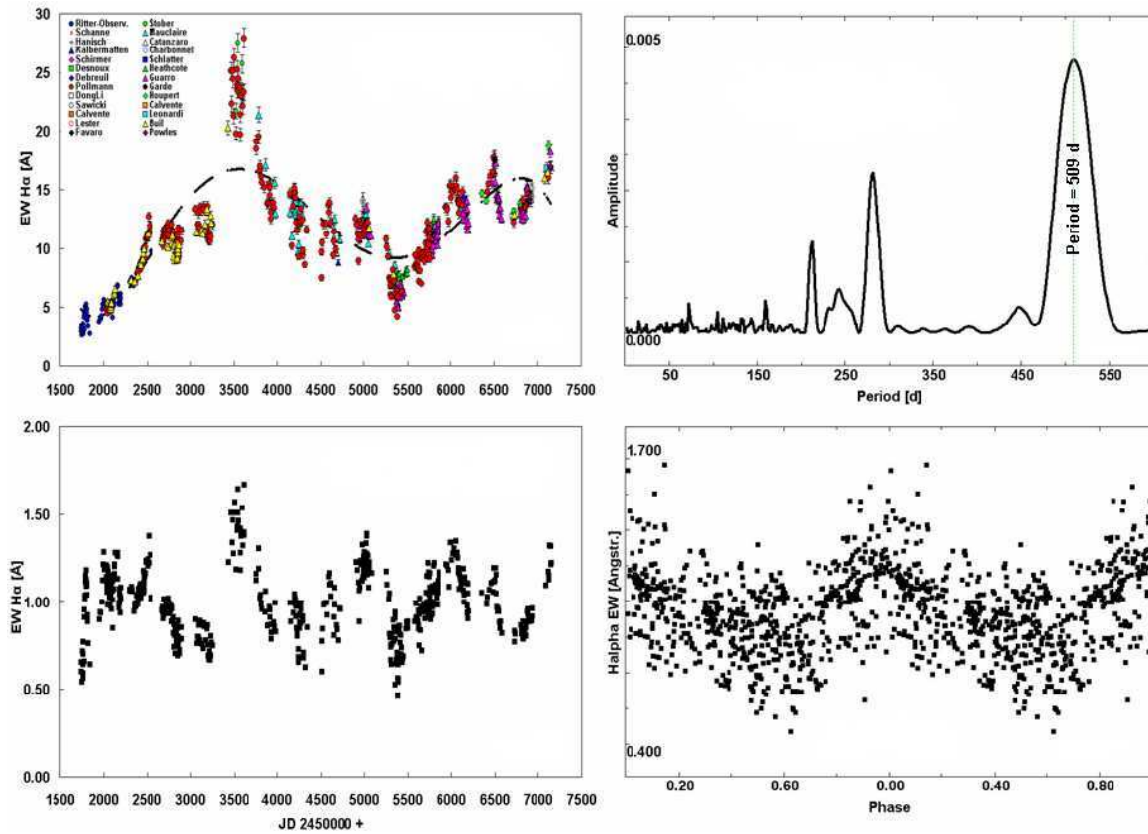 30
25
20
15
10
5
0
EW Hα [Å]
Ritter-Observ.
Schanne
Hanisch
Kalbermatten
Schirmer
Desnoux
Debreuil
Pollmann
DongLi
Sawicki
Calvente
Lester
Favaro
Stober
Mauclaire
Catanzaro
Charbonnet
Schlatter
Heathcote
Guarro
Garde
Roupert
Calvente
Leonardi
Buil
Powles
1500 2000 2500 3000 3500 4000 4500 5000 5500 6000 6500 7000 7500
0.005
Amplitude
0.000
Period = 509 d
50 150 250 350 450 550
Period [d]
2.00
1.50
1.00
0.50
0.00
EW Hα [Å]
1500 2000 2500 3000 3500 4000 4500 5000 5500 6000 6500 7000 7500
JD 2450000 +
1.700
Halpha EW [Angstr.]
0.400
0.20 0.60 0.00 0.40 0.80
Phase